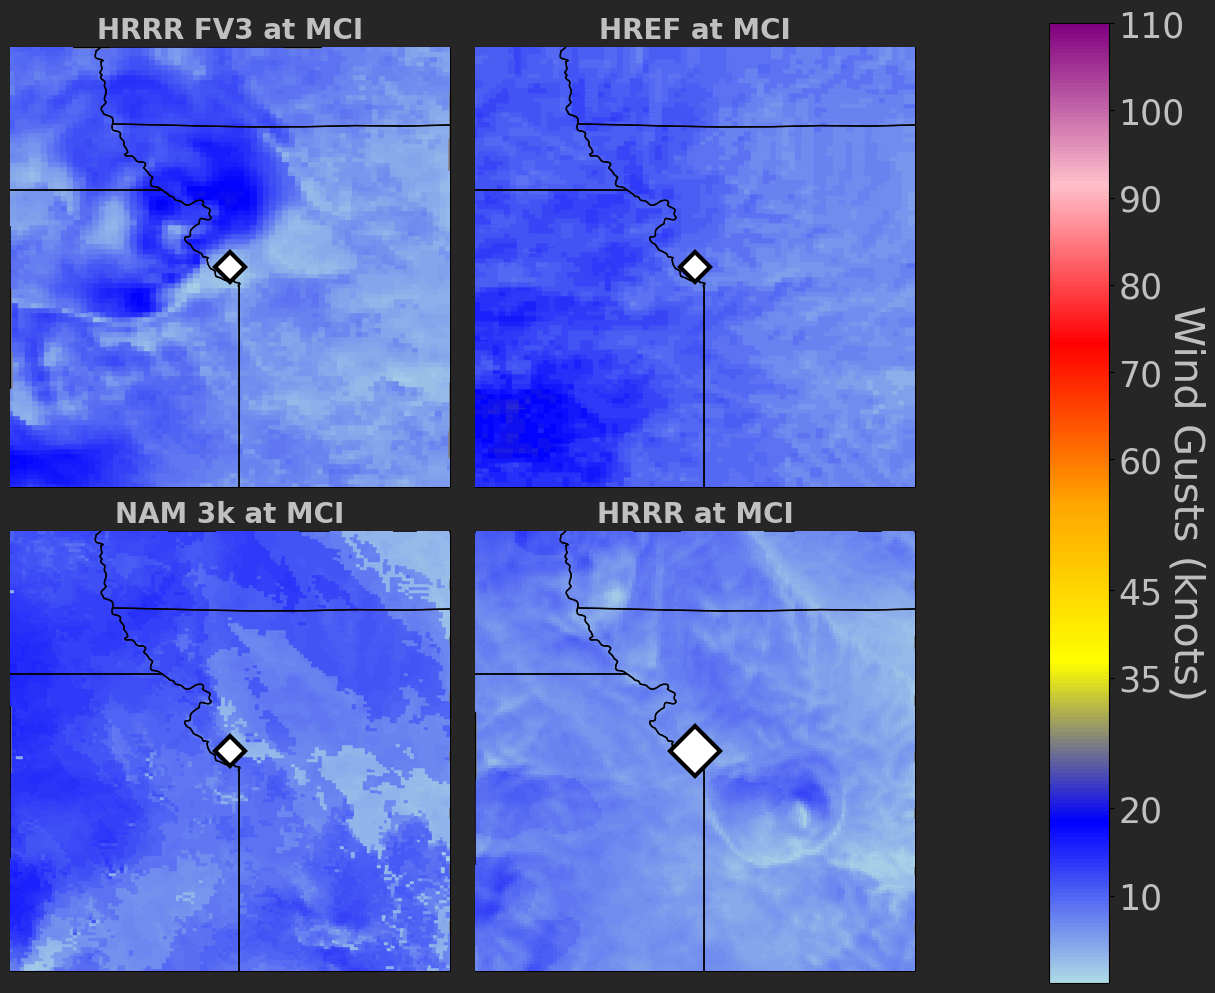 HRRR FV3 at MCI
HREF at MCI
NAM 3k at MCI
HRRR at MCI
110
100
90
80
70
60
45
35
20
10
Wind Gusts (knots)